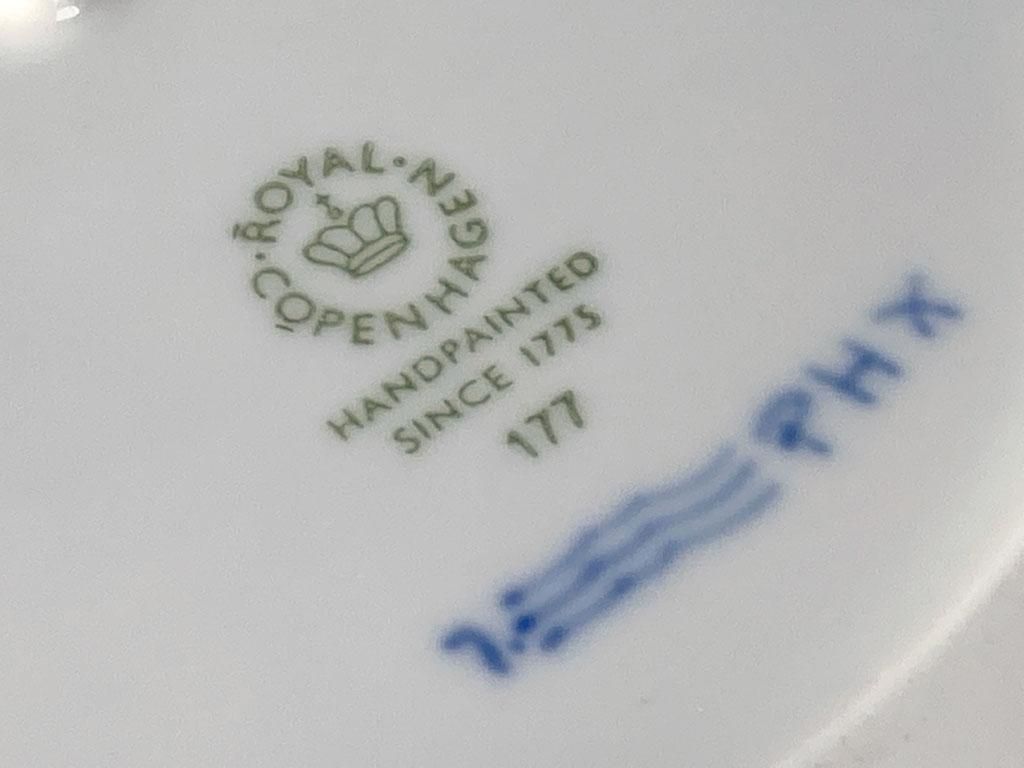 ROYAL · COPENHAGEN ·
HANDPAINTED
SINCE 1775
177
PHX